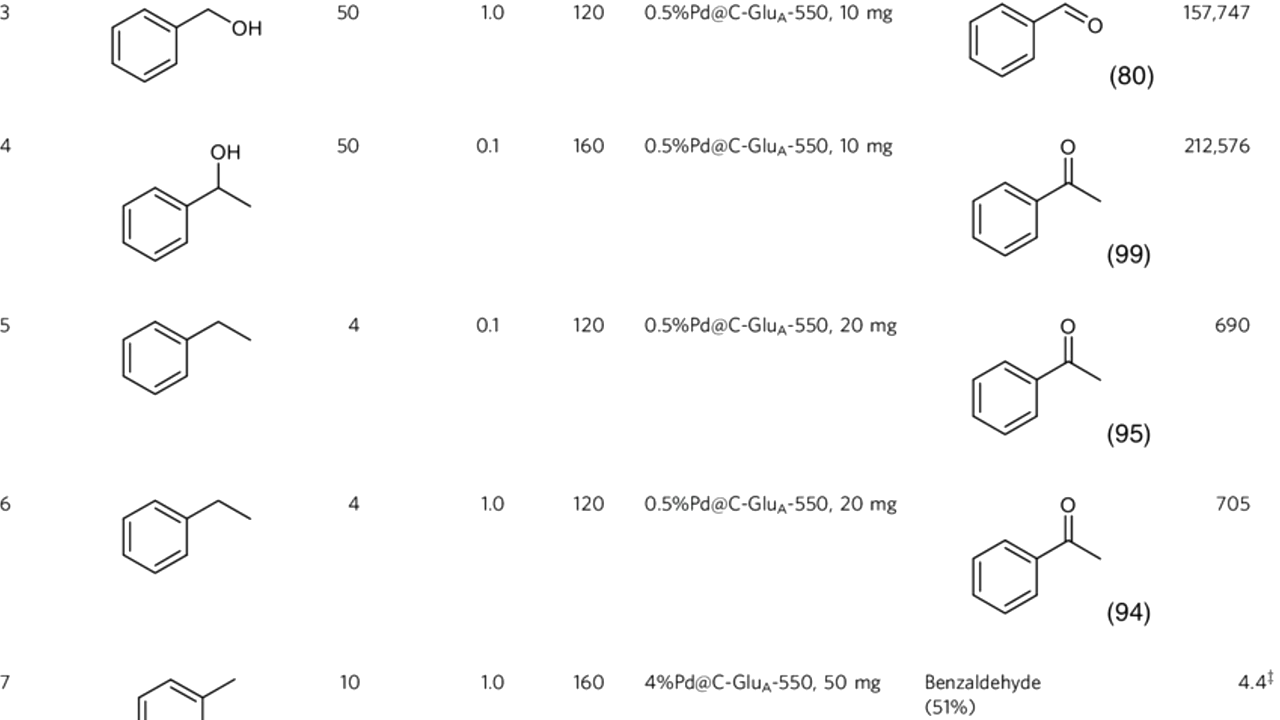 3 50 1.0 120 0.5%Pd@C-GluA-550, 10 mg 157,747
OH O
(80)
4 50 0.1 160 0.5%Pd@C-GluA-550, 10 mg 212,576
OH O
(99)
5 4 0.1 120 0.5%Pd@C-GluA-550, 20 mg 690
O
(95)
6 4 1.0 120 0.5%Pd@C-GluA-550, 20 mg 705
O
(94)
7 10 1.0 160 4%Pd@C-GluA-550, 50 mg Benzaldehyde 4.4‡
(51%)